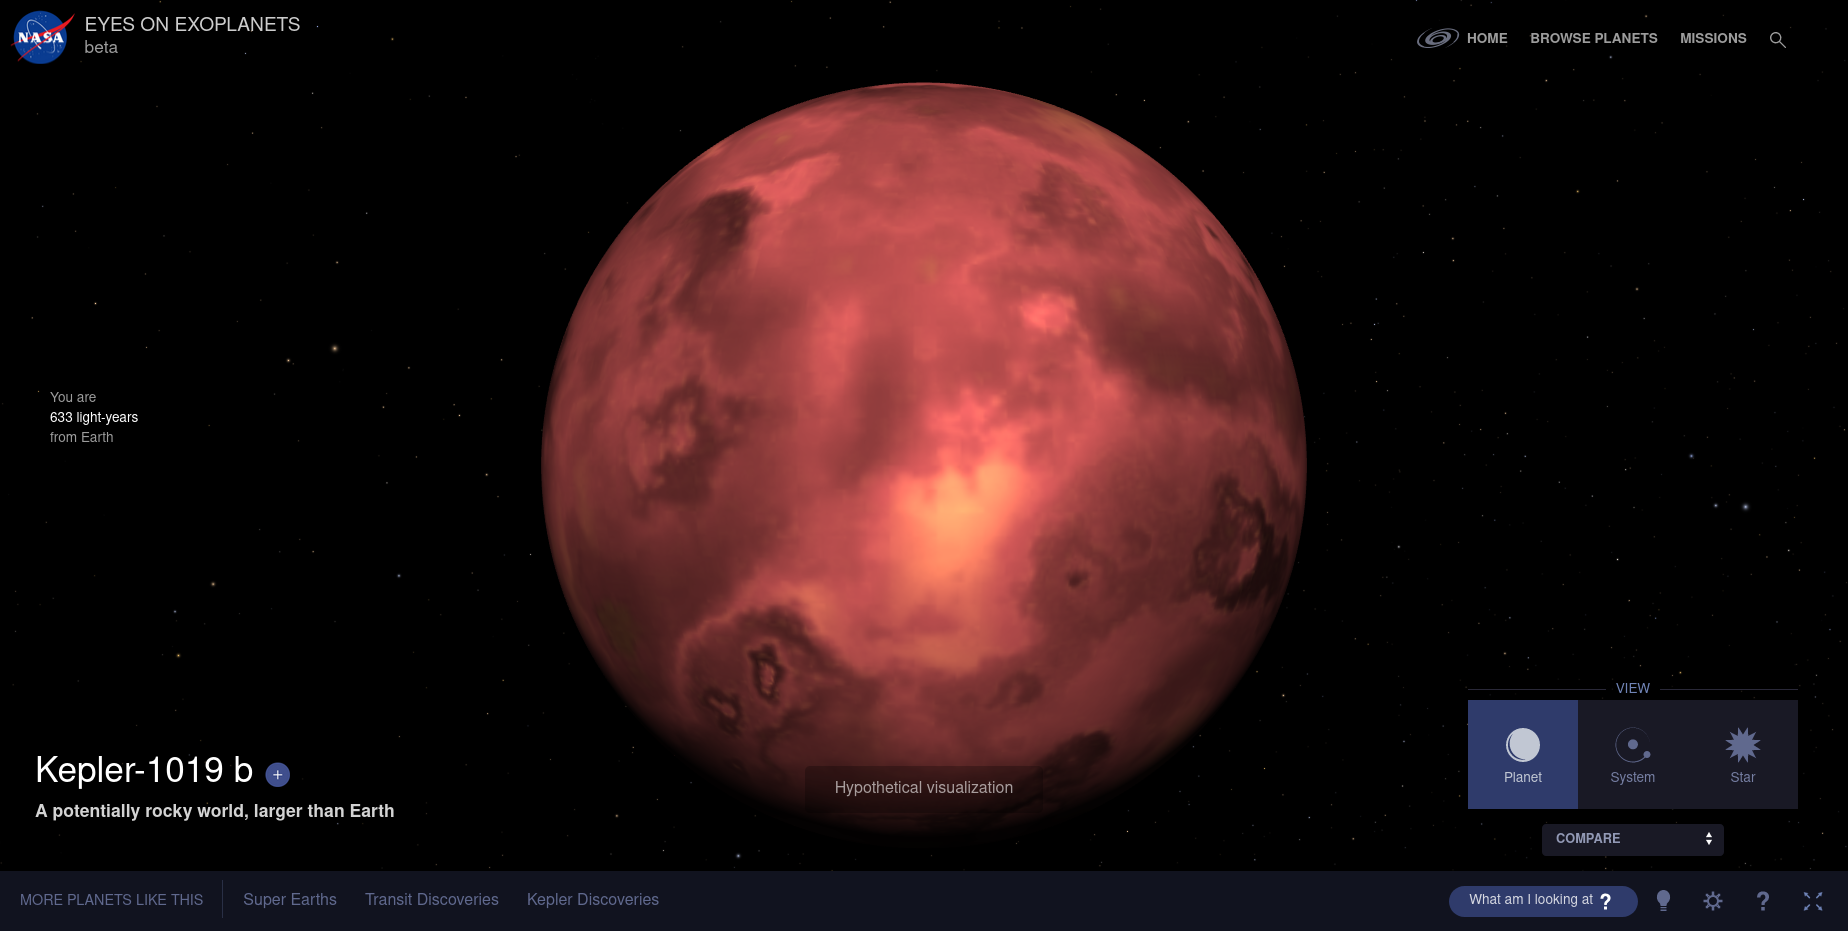 NASA
EYES ON EXOPLANETS
beta
HOME
BROWSE PLANETS
MISSIONS
You are
633 light-years
from Earth
Kepler-1019 b +
A potentially rocky world, larger than Earth
Hypothetical visualization
VIEW
Planet
System
Star
COMPARE
MORE PLANETS LIKE THIS
Super Earths
Transit Discoveries
Kepler Discoveries
What am I looking at ?
?